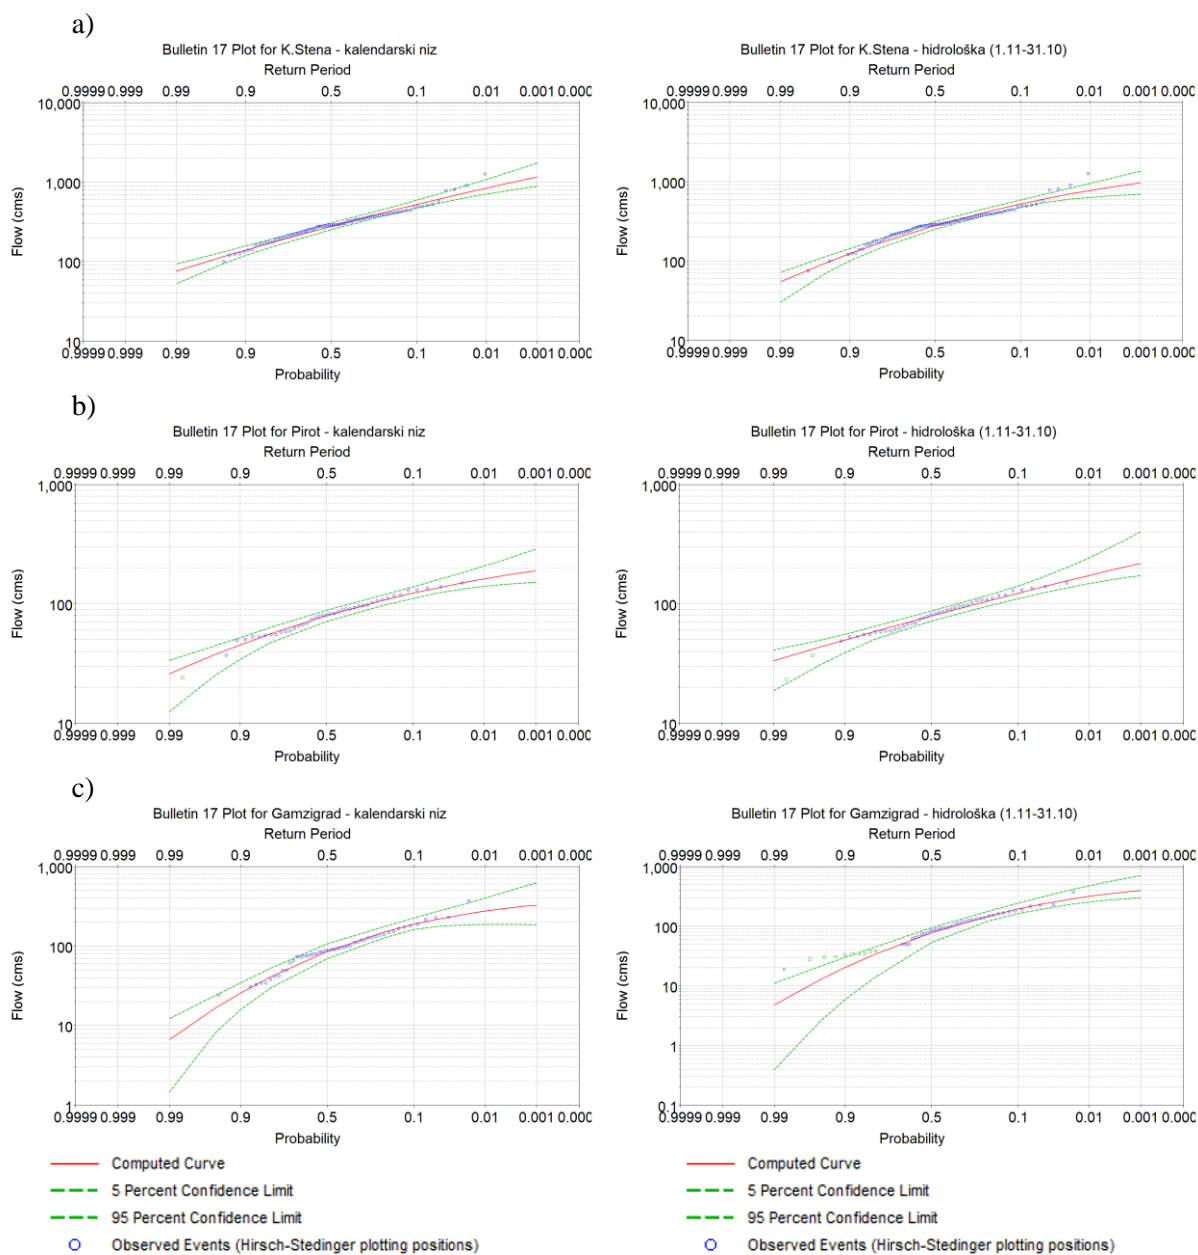 a)
Bulletin 17 Plot for K.Stena - kalendarski niz
Return Period
0.9999 0.999 0.99 0.9 0.5 0.1 0.01 0.001 0.000
10,000
1,000
100
10
Flow (cms)
0.9999 0.999 0.99 0.9 0.5 0.1 0.01 0.001 0.000
Probability
Bulletin 17 Plot for K.Stena - hidrološka (1.11-31.10)
Return Period
0.9999 0.999 0.99 0.9 0.5 0.1 0.01 0.001 0.000
10,000
1,000
100
10
Flow (cms)
0.9999 0.999 0.99 0.9 0.5 0.1 0.01 0.001 0.000
Probability
b)
Bulletin 17 Plot for Pirot - kalendarski niz
Return Period
0.9999 0.999 0.99 0.9 0.5 0.1 0.01 0.001 0.000
1,000
100
10
Flow (cms)
0.9999 0.999 0.99 0.9 0.5 0.1 0.01 0.001 0.000
Probability
Bulletin 17 Plot for Pirot - hidrološka (1.11-31.10)
Return Period
0.9999 0.999 0.99 0.9 0.5 0.1 0.01 0.001 0.000
1,000
100
10
Flow (cms)
0.9999 0.999 0.99 0.9 0.5 0.1 0.01 0.001 0.000
Probability
c)
Bulletin 17 Plot for Gamzigrad - kalendarski niz
Return Period
0.9999 0.999 0.99 0.9 0.5 0.1 0.01 0.001 0.000
1,000
100
10
1
Flow (cms)
0.9999 0.999 0.99 0.9 0.5 0.1 0.01 0.001 0.000
Probability
Bulletin 17 Plot for Gamzigrad - hidrološka (1.11-31.10)
Return Period
0.9999 0.999 0.99 0.9 0.5 0.1 0.01 0.001 0.000
1,000
100
10
1
0.1
Flow (cms)
0.9999 0.999 0.99 0.9 0.5 0.1 0.01 0.001 0.000
Probability
Computed Curve
5 Percent Confidence Limit
95 Percent Confidence Limit
Observed Events (Hirsch-Stedinger plotting positions)
Computed Curve
5 Percent Confidence Limit
95 Percent Confidence Limit
Observed Events (Hirsch-Stedinger plotting positions)